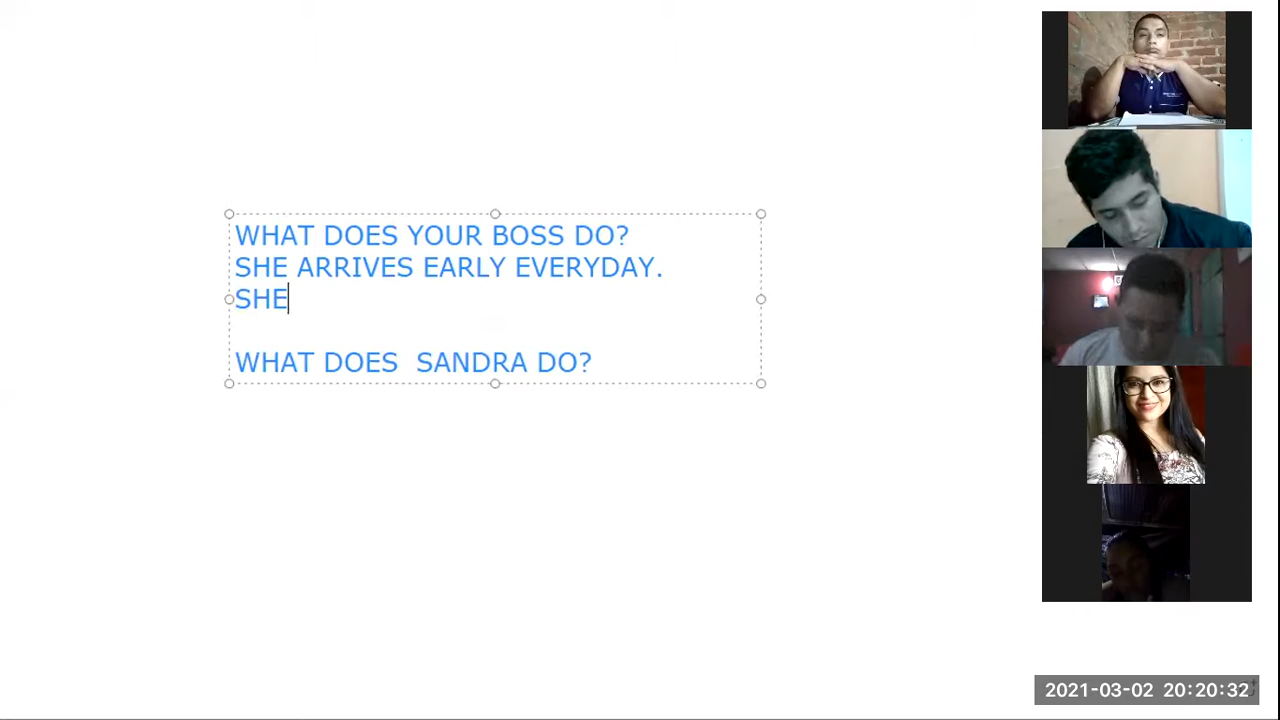 WHAT DOES YOUR BOSS DO?
SHE ARRIVES EARLY EVERYDAY.
SHE
WHAT DOES  SANDRA DO?
2021-03-02 20:20:32